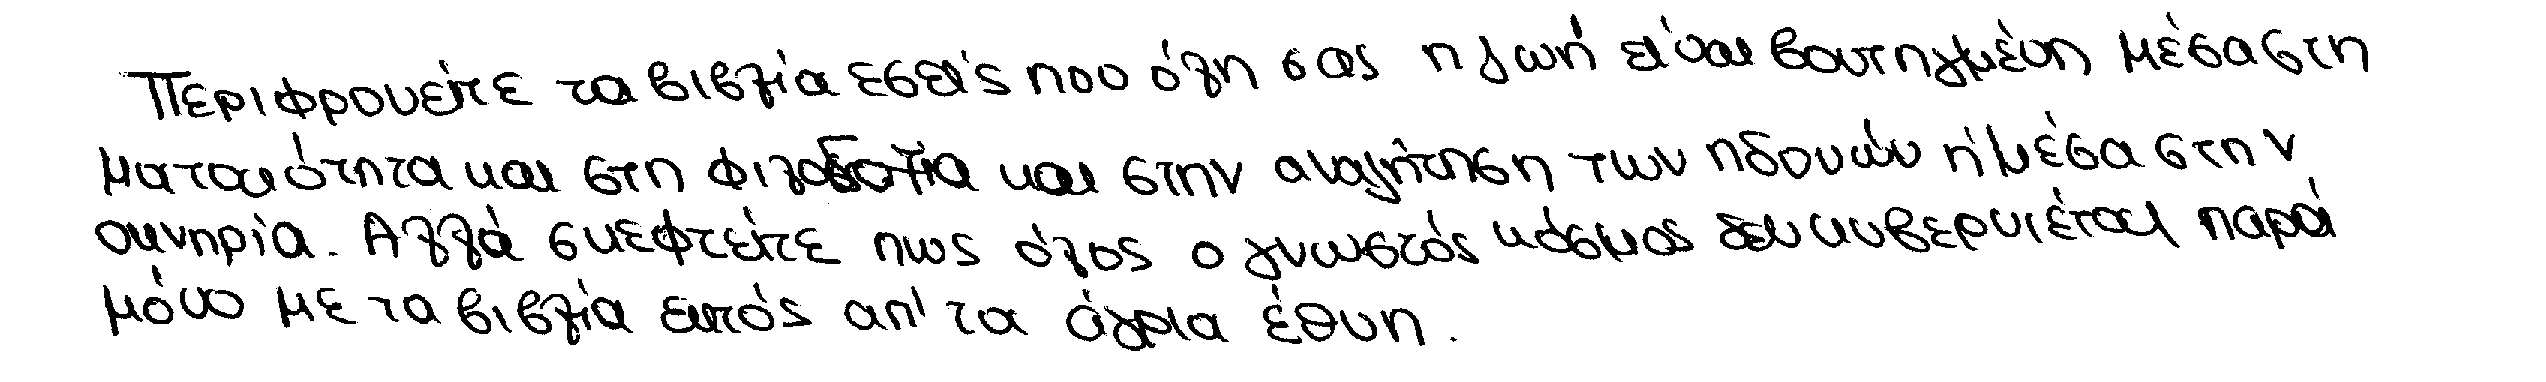 Περιφρονείτε τα βιβλία εσείς που όλη σας η ζωή είναι βουτηγμένη μέσα στη
ματαιότητα και στη φιλοδοξία και στην αναζήτηση των ηδονών ή μέσα στην
οκνηρία. Αλλά σκεφτείτε πως όλος ο γνωστός κόσμος δεν κυβερνιέται παρά
μόνο με τα βιβλία εκτός απ' τα άγρια έθνη.